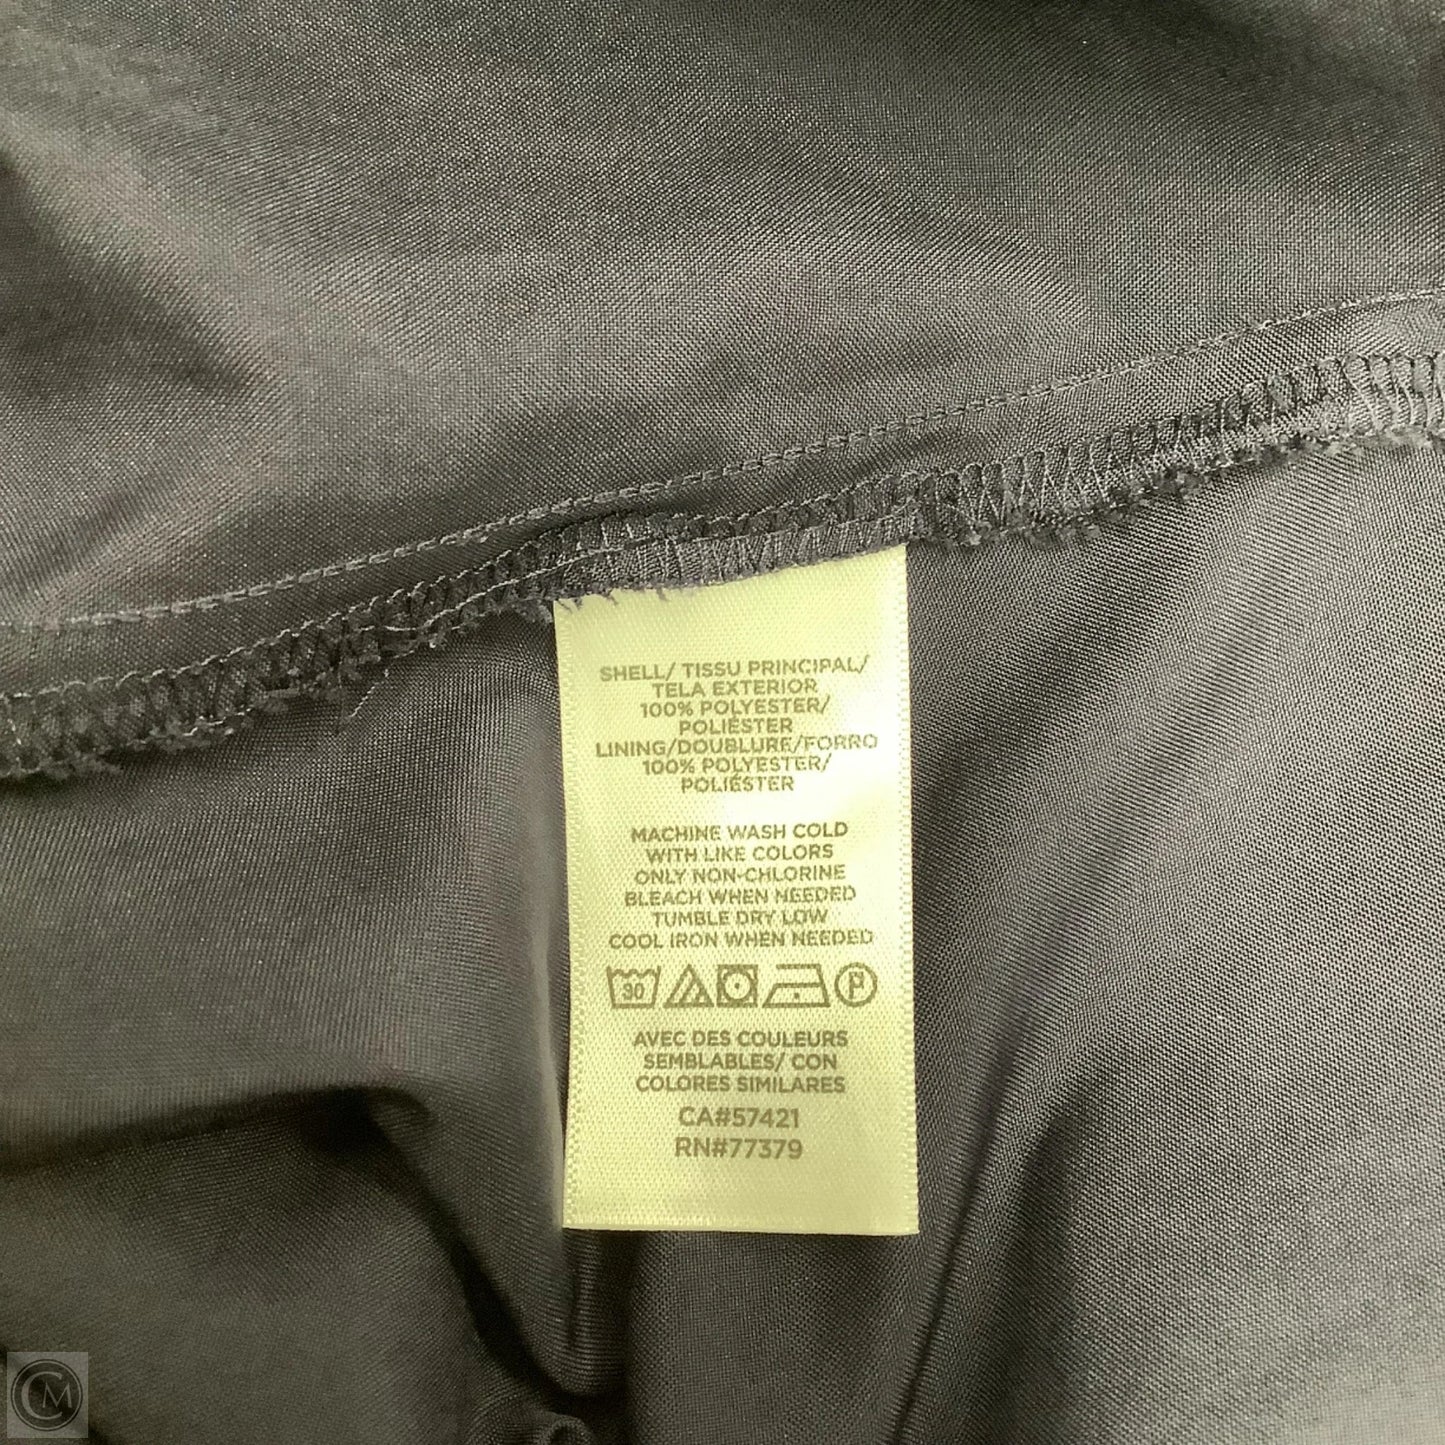 SHELL/ TISSU PRINCIPAL/
TELA EXTERIOR
100% POLYESTER/
POLIÉSTER
LINING/DOUBLURE/FORRO
100% POLYESTER/
POLIÉSTER
MACHINE WASH COLD
WITH LIKE COLORS
ONLY NON-CHLORINE
BLEACH WHEN NEEDED
TUMBLE DRY LOW
COOL IRON WHEN NEEDED
30 P
AVEC DES COULEURS
SEMBLABLES/ CON
COLORES SIMILARES
CA#57421
RN#77379
CM